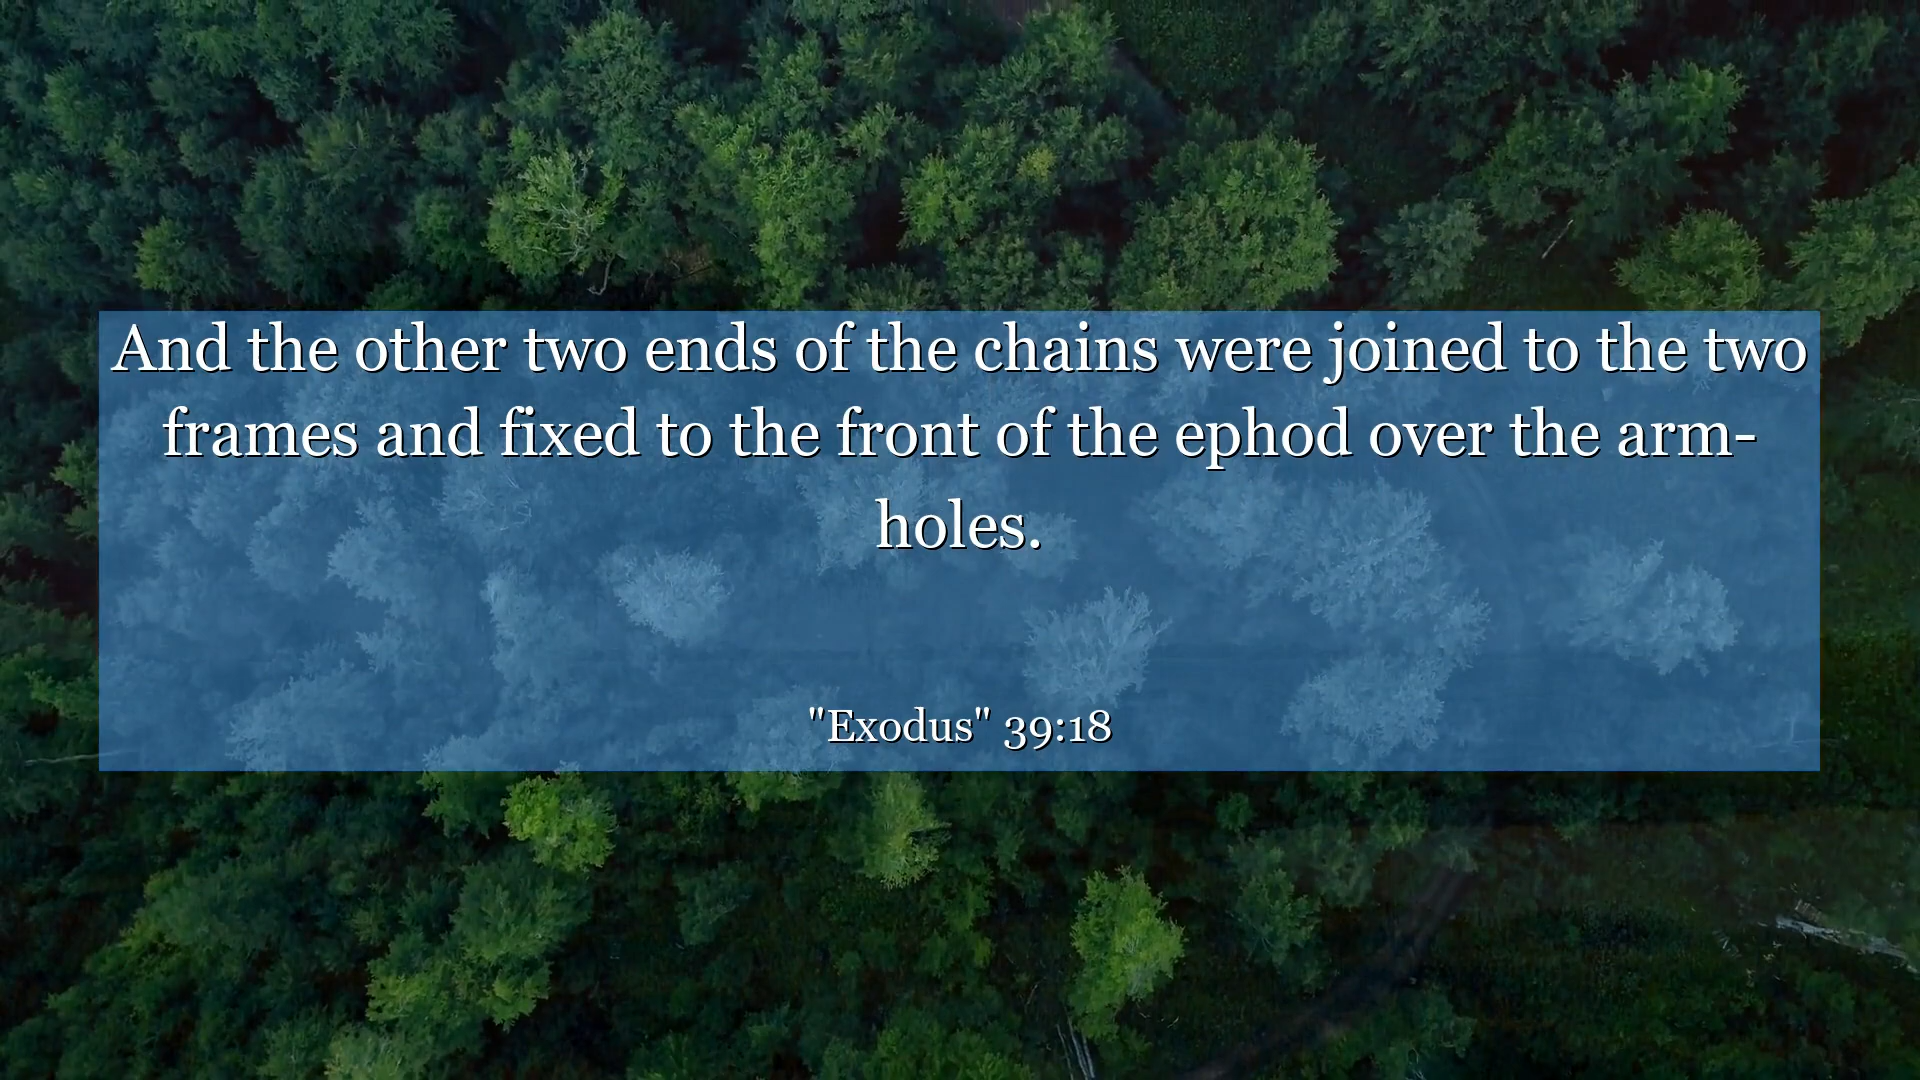 And the other two ends of the chains were joined to the two
frames and fixed to the front of the ephod over the arm-
holes.
"Exodus" 39:18